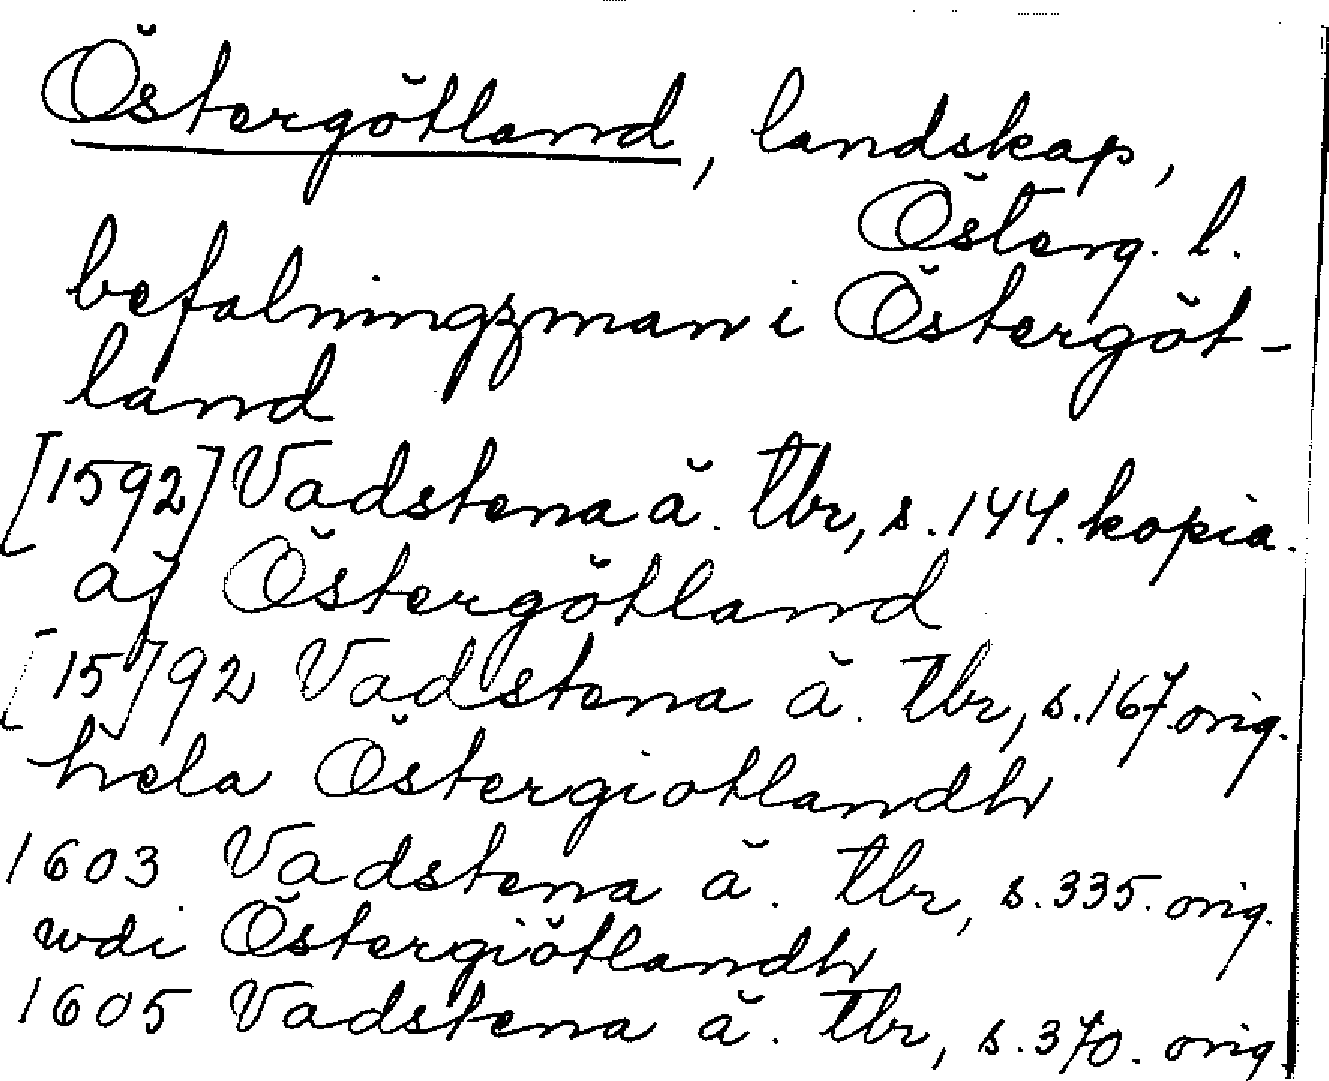 Östergötland, landskap,
Österg. l.
befalningzman i Östergöt-
land
[1592] Vadstena ä. tbr, s. 144. kopia.
af Östergötland
[15]92 Vadstena ä. tbr, s. 167 orig.
hela Östergiotlandh
1603 Vadstena ä. tbr, s. 335. orig.
wdi Östergiötlandh
1605 Vadstena ä. tbr, s. 370. orig